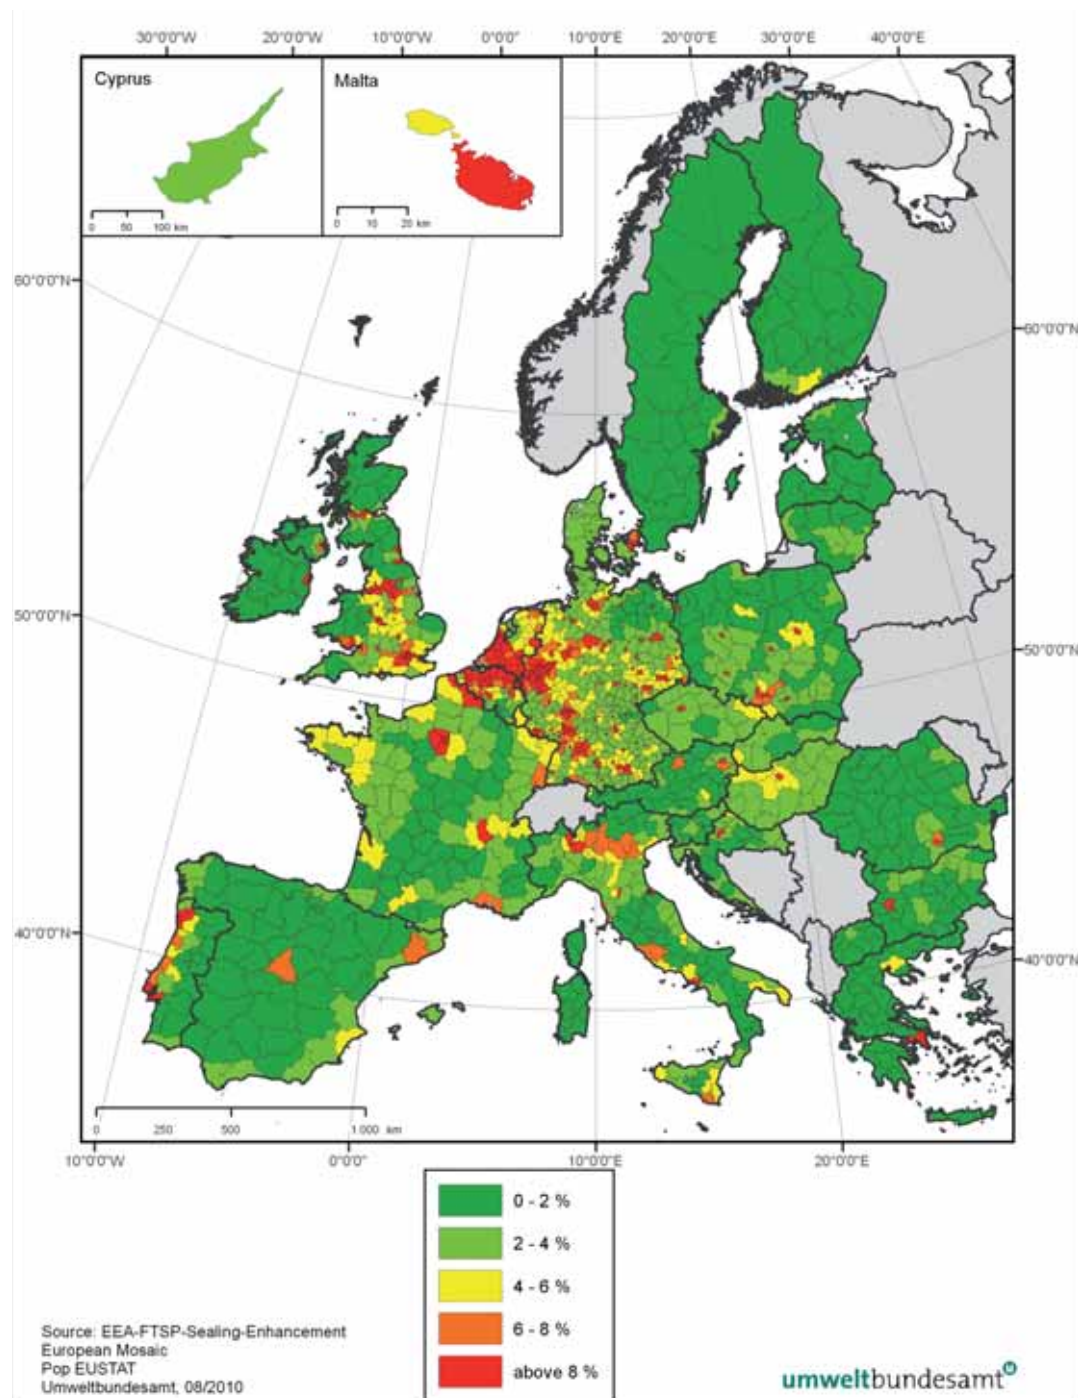 30°0'0"W 20°0'0"W 10°0'0"W 0°0'0" 10°0'0"E 20°0'0"E 30°0'0"E 40°0'0"E
Cyprus
0 50 100 km
Malta
0 10 20 km
60°0'0"N
60°0'0"N
50°0'0"N
50°0'0"N
40°0'0"N
40°0'0"N
0 250 500 1 000 km
10°0'0"W 0°0'0" 10°0'0"E 20°0'0"E
0 - 2 %
2 - 4 %
4 - 6 %
6 - 8 %
above 8 %
Source: EEA-FTSP-Sealing-Enhancement
European Mosaic
Pop EUSTAT
Umweltbundesamt, 08/2010
umweltbundesamt